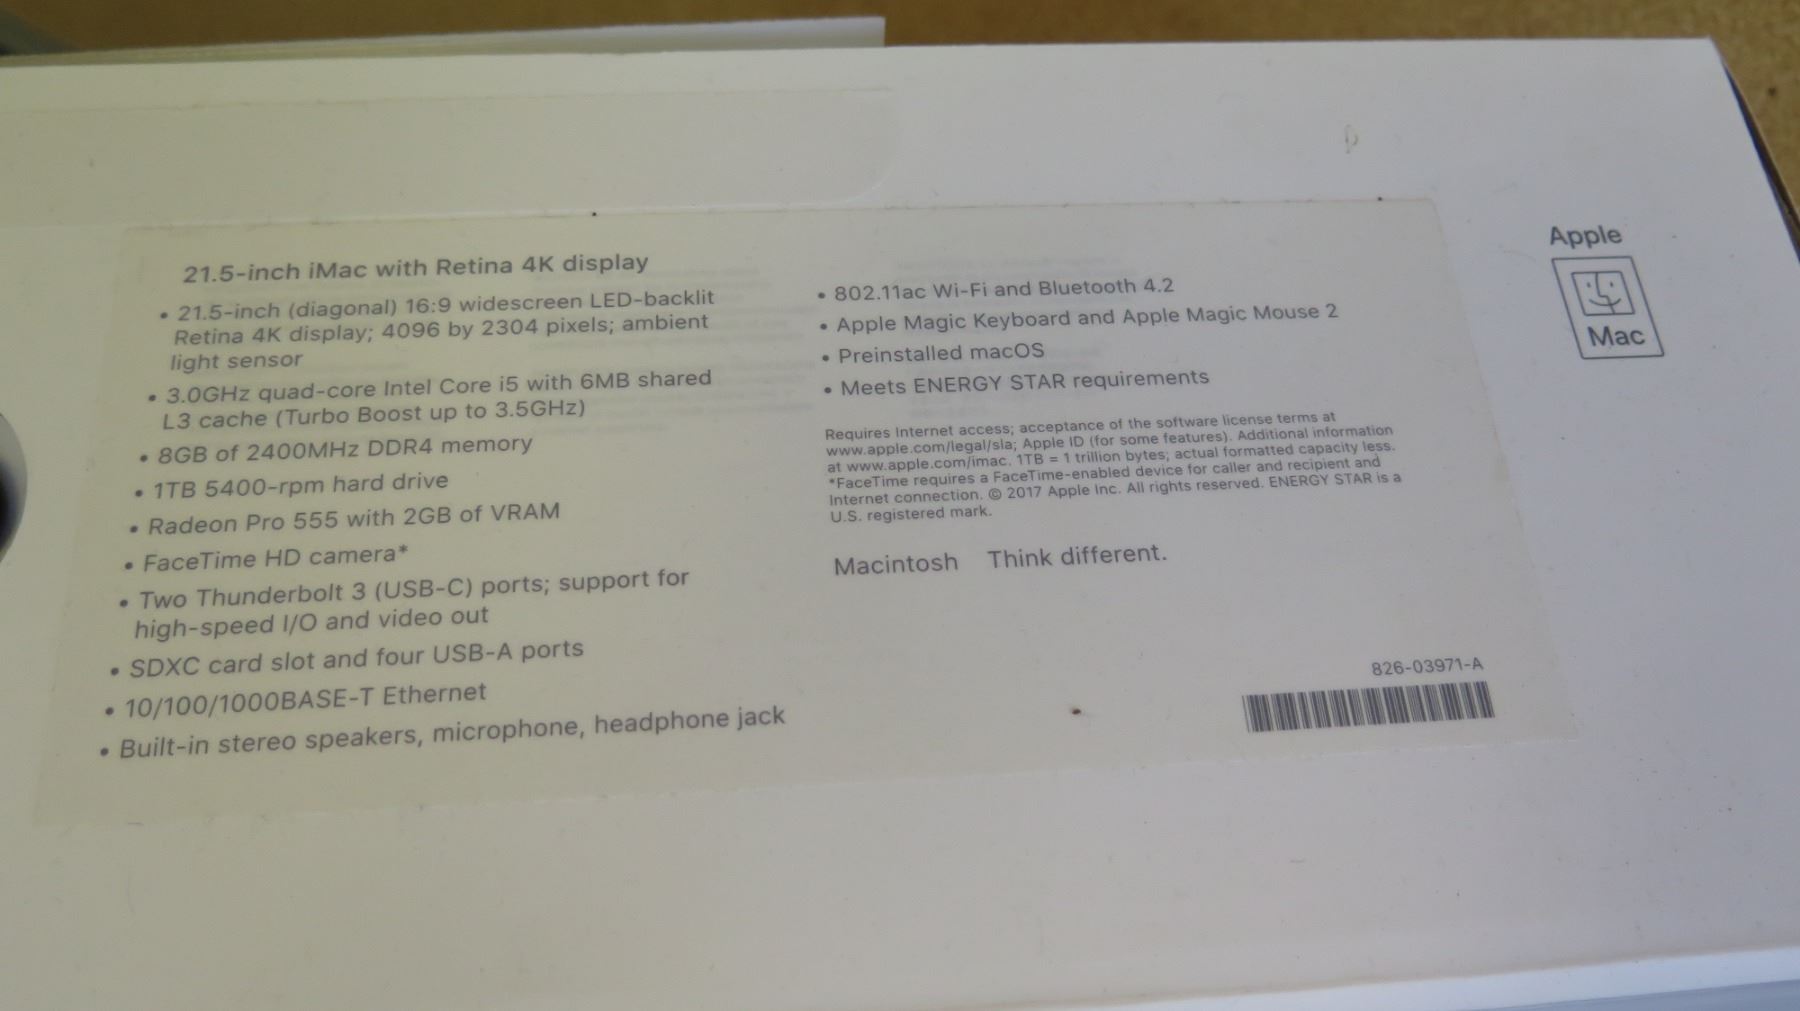 21.5-inch iMac with Retina 4K display
• 21.5-inch (diagonal) 16:9 widescreen LED-backlit
Retina 4K display; 4096 by 2304 pixels; ambient
light sensor
• 3.0GHz quad-core Intel Core i5 with 6MB shared
L3 cache (Turbo Boost up to 3.5GHz)
• 8GB of 2400MHz DDR4 memory
• 1TB 5400-rpm hard drive
• Radeon Pro 555 with 2GB of VRAM
• FaceTime HD camera*
• Two Thunderbolt 3 (USB-C) ports; support for
high-speed I/O and video out
• SDXC card slot and four USB-A ports
• 10/100/1000BASE-T Ethernet
• Built-in stereo speakers, microphone, headphone jack
• 802.11ac Wi-Fi and Bluetooth 4.2
• Apple Magic Keyboard and Apple Magic Mouse 2
• Preinstalled macOS
• Meets ENERGY STAR requirements
Requires Internet access; acceptance of the software license terms at
www.apple.com/legal/sla; Apple ID (for some features). Additional information
at www.apple.com/imac. 1TB = 1 trillion bytes; actual formatted capacity less.
*FaceTime requires a FaceTime-enabled device for caller and recipient and
Internet connection. © 2017 Apple Inc. All rights reserved. ENERGY STAR is a
U.S. registered mark.
Macintosh Think different.
826-03971-A
Apple
Mac